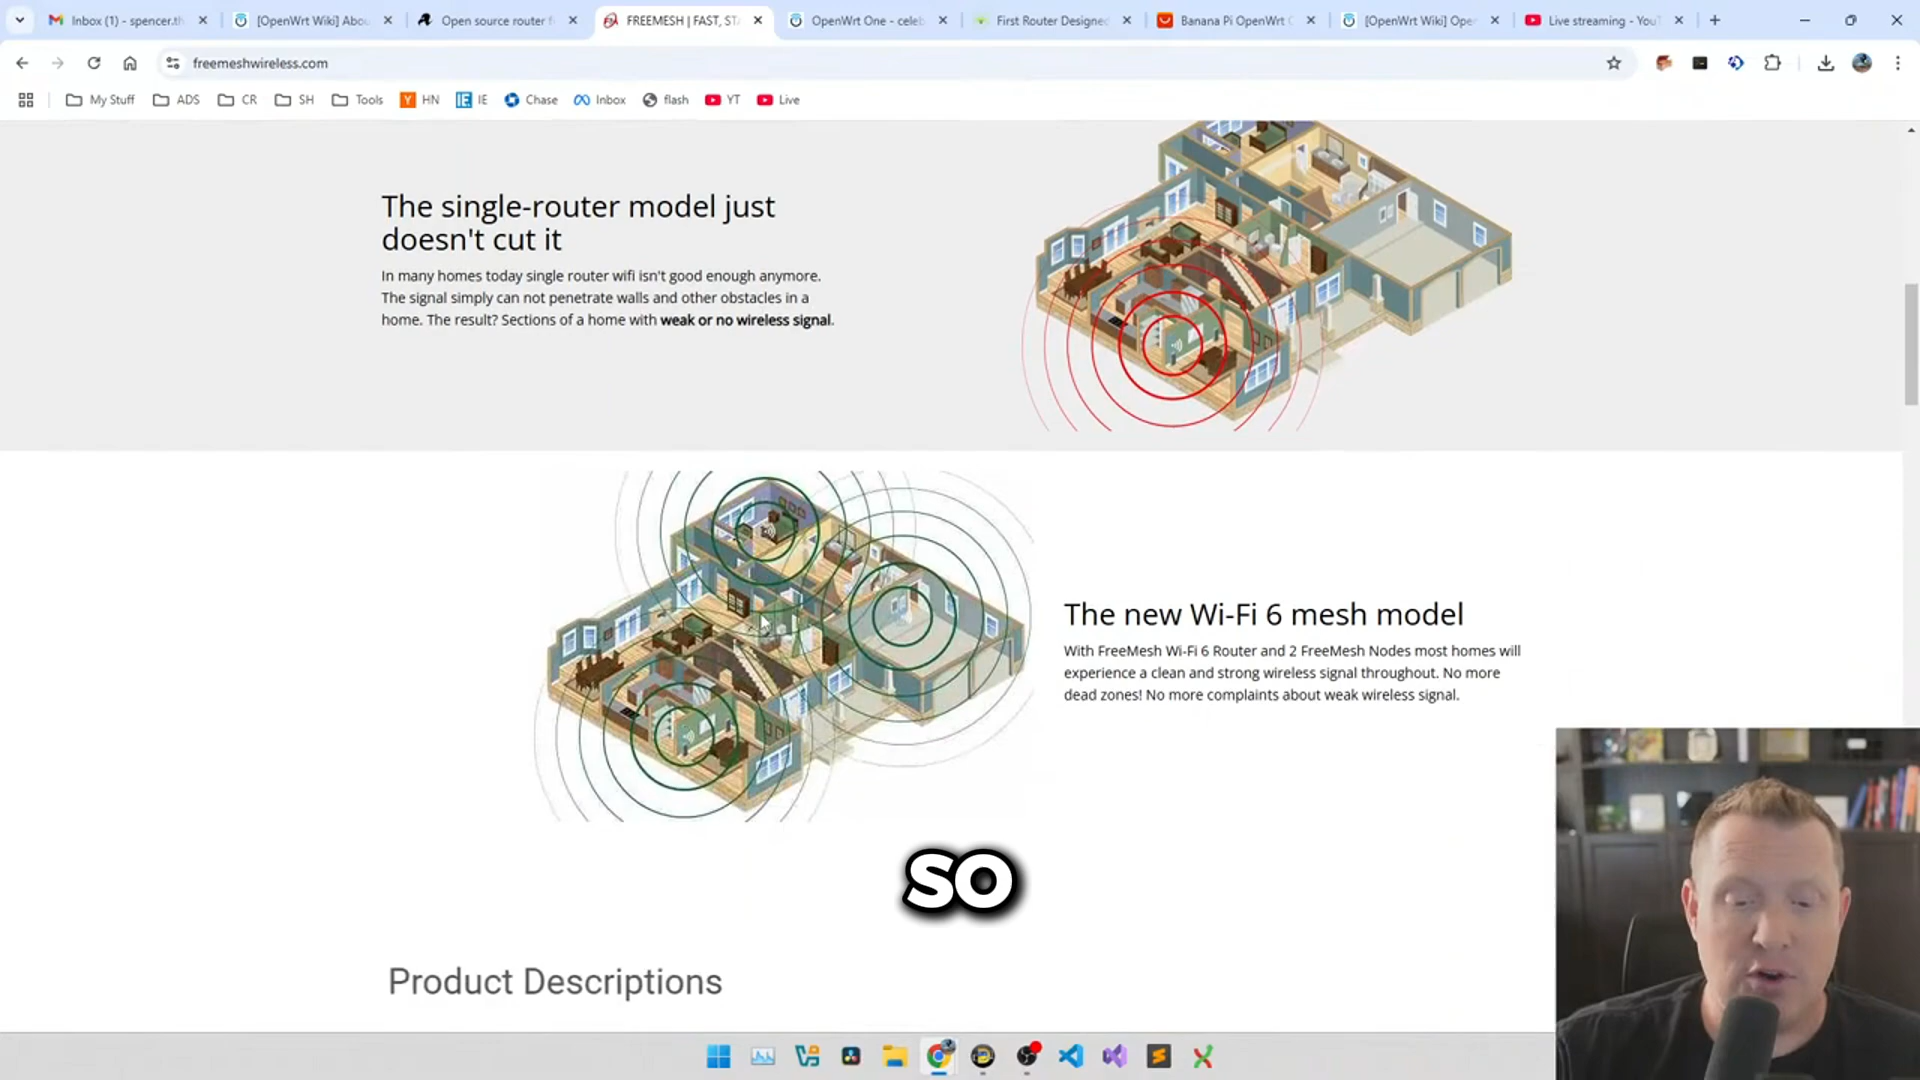 Inbox (1) - spencer.th
[OpenWrt Wiki] Abou
Open source router f
FREEMESH | FAST, ST
OpenWrt One - celeb
First Router Designed
Banana Pi OpenWrt O
[OpenWrt Wiki] Ope
Live streaming - YouT
freemeshwireless.com
My Stuff
ADS
CR
SH
Tools
HN
IE
Chase
Inbox
flash
YT
Live
The single-router model just
doesn't cut it
In many homes today single router wifi isn't good enough anymore.
The signal simply can not penetrate walls and other obstacles in a
home. The result? Sections of a home with weak or no wireless signal.
The new Wi-Fi 6 mesh model
With FreeMesh Wi-Fi 6 Router and 2 FreeMesh Nodes most homes will
experience a clean and strong wireless signal throughout. No more
dead zones! No more complaints about weak wireless signal.
SO
Product Descriptions